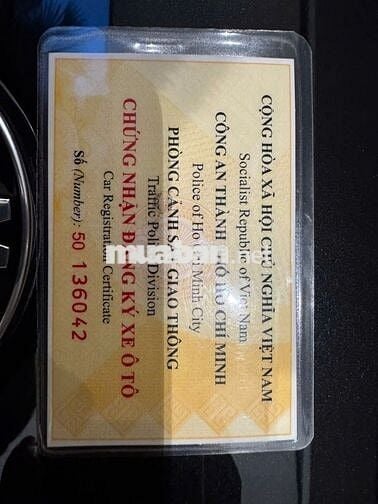 CỘNG HÒA XÃ HỘI CHỦ NGHĨA VIỆT NAM
Socialist Republic of Viet Nam
CÔNG AN THÀNH PHỐ HỒ CHÍ MINH
Police of Ho Chi Minh City
PHÒNG CẢNH SÁT GIAO THÔNG
Traffic Police Division
CHỨNG NHẬN ĐĂNG KÝ XE Ô TÔ
Car Registration Certificate
Số (Number): 50 136042
muaban.net